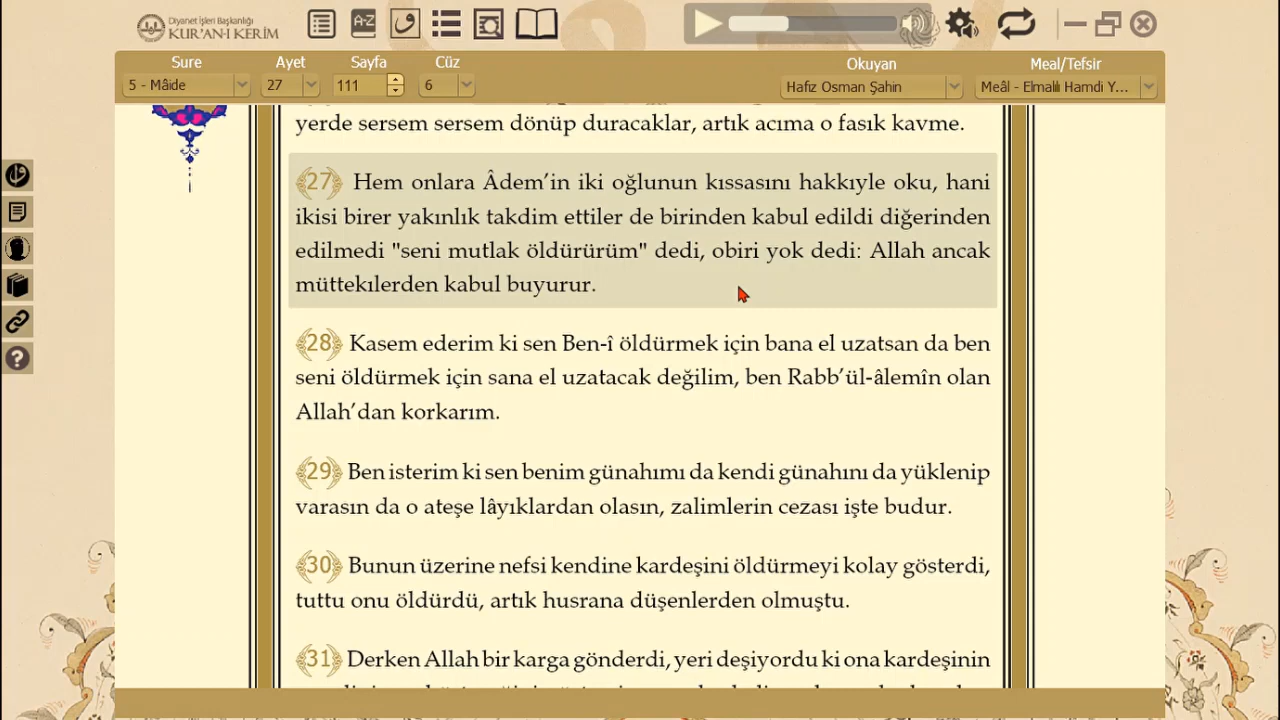 Diyanet İşleri Başkanlığı
KUR'AN-I KERİM
A-Z
Sure Ayet Sayfa Cüz Okuyan Meal/Tefsir
5 - Mâide 27 111 6 Hafız Osman Şahin Meâl - Elmalılı Hamdi Y...
yerde sersem sersem dönüp duracaklar, artık acıma o fasık kavme.
27 Hem onlara Âdem’in iki oğlunun kıssasını hakkıyle oku, hani
ikisi birer yakınlık takdim ettiler de birinden kabul edildi diğerinden
edilmedi "seni mutlak öldürürüm" dedi, obiri yok dedi: Allah ancak
müttekılerden kabul buyurur.
28 Kasem ederim ki sen Ben-î öldürmek için bana el uzatsan da ben
seni öldürmek için sana el uzatacak değilim, ben Rabb’ül-âlemîn olan
Allah’dan korkarım.
29 Ben isterim ki sen benim günahımı da kendi günahını da yüklenip
varasın da o ateşe lâyıklardan olasın, zalimlerin cezası işte budur.
30 Bunun üzerine nefsi kendine kardeşini öldürmeyi kolay gösterdi,
tuttu onu öldürdü, artık husrana düşenlerden olmuştu.
31 Derken Allah bir karga gönderdi, yeri deşiyordu ki ona kardeşinin